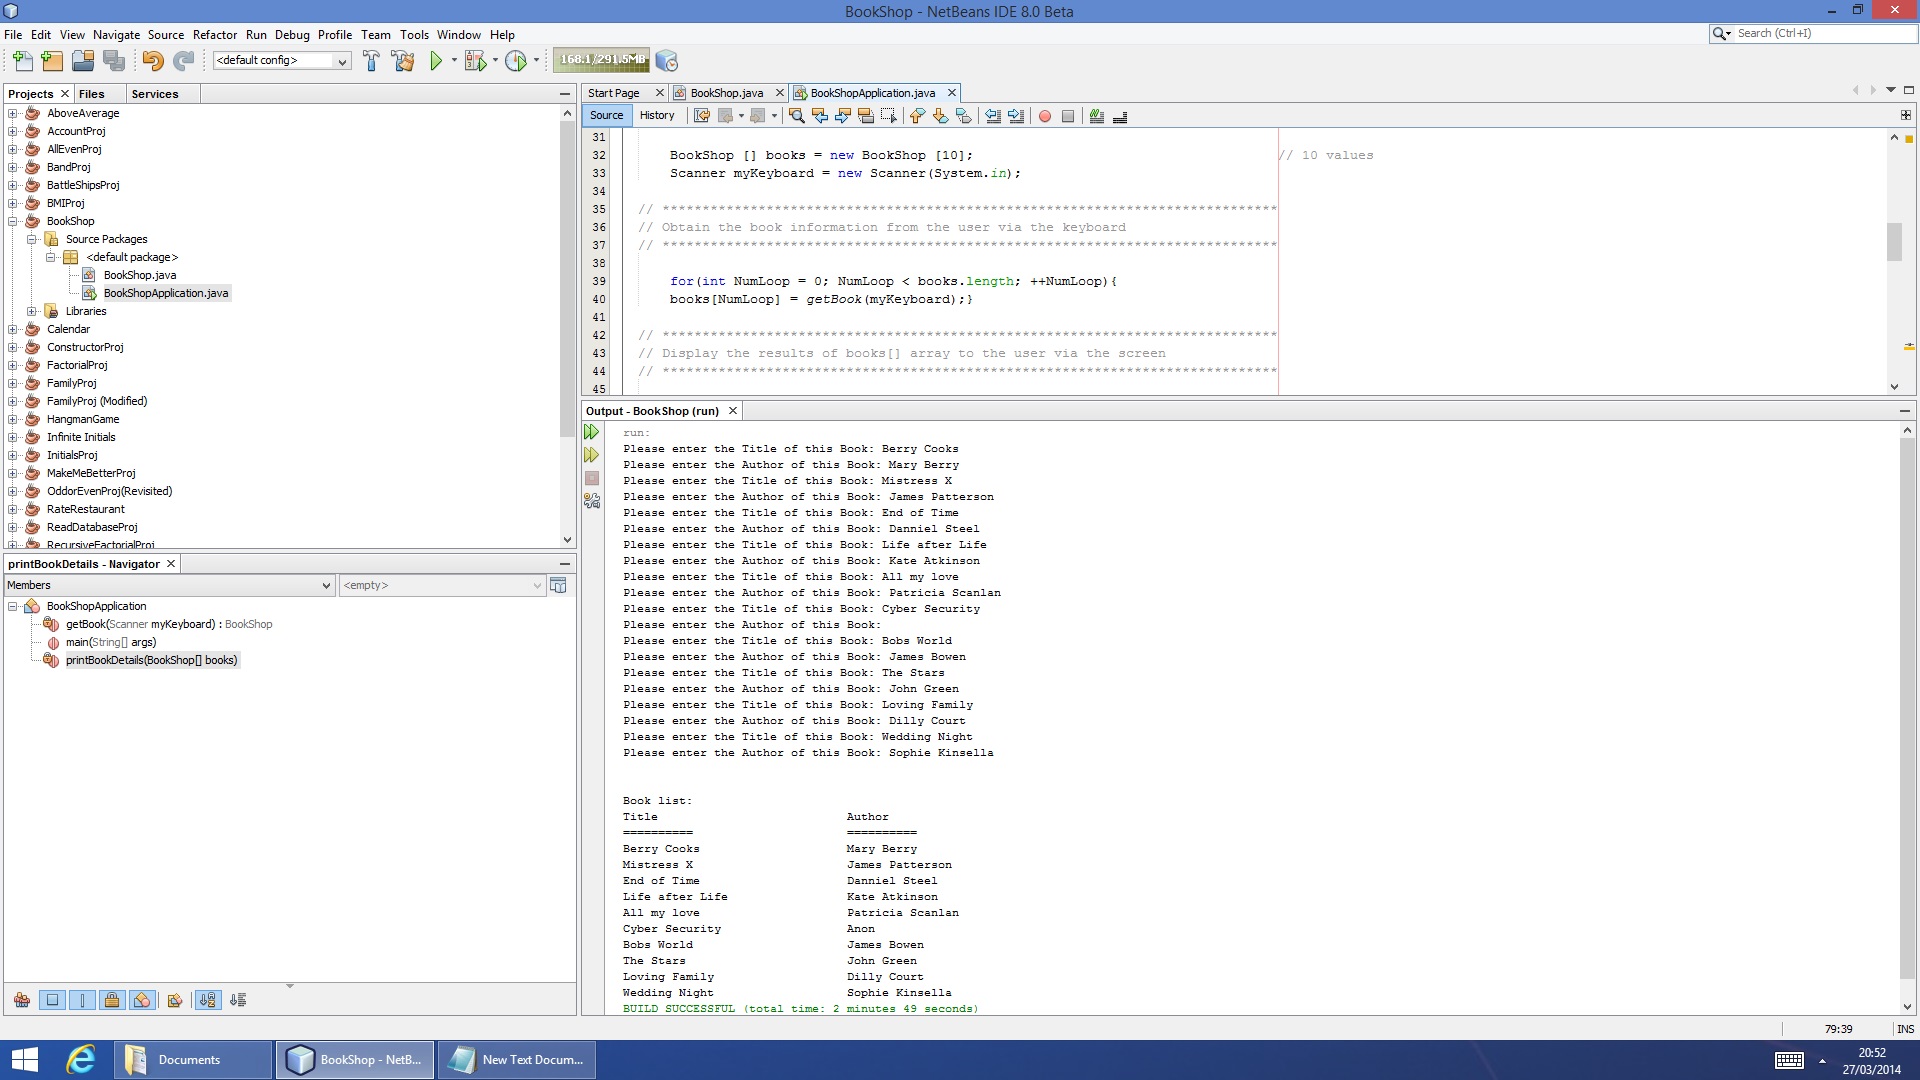 BookShop - NetBeans IDE 8.0 Beta
File Edit View Navigate Source Refactor Run Debug Profile Team Tools Window Help
Search (Ctrl+I)
<default config>
168.1/291.5MB
Projects Files Services
AboveAverage
AccountProj
AllEvenProj
BandProj
BattleShipsProj
BMIProj
BookShop
Source Packages
<default package>
BookShop.java
BookShopApplication.java
Libraries
Calendar
ConstructorProj
FactorialProj
FamilyProj
FamilyProj (Modified)
HangmanGame
Infinite Initials
InitialsProj
MakeMeBetterProj
OddorEvenProj(Revisited)
RateRestaurant
ReadDatabaseProj
RecursiveFactorialProj
printBookDetails - Navigator
Members <empty>
BookShopApplication
getBook(Scanner myKeyboard) : BookShop
main(String[] args)
printBookDetails(BookShop[] books)
Start Page BookShop.java BookShopApplication.java
Source History
31
32 BookShop [] books = new BookShop [10]; // 10 values
33 Scanner myKeyboard = new Scanner(System.in);
34
35 // *****************************************************************************
36 // Obtain the book information from the user via the keyboard
37 // *****************************************************************************
38
39 for(int NumLoop = 0; NumLoop < books.length; ++NumLoop){
40 books[NumLoop] = getBook(myKeyboard);}
41
42 // *****************************************************************************
43 // Display the results of books[] array to the user via the screen
44 // *****************************************************************************
45
Output - BookShop (run)
run:
Please enter the Title of this Book: Berry Cooks
Please enter the Author of this Book: Mary Berry
Please enter the Title of this Book: Mistress X
Please enter the Author of this Book: James Patterson
Please enter the Title of this Book: End of Time
Please enter the Author of this Book: Danniel Steel
Please enter the Title of this Book: Life after Life
Please enter the Author of this Book: Kate Atkinson
Please enter the Title of this Book: All my love
Please enter the Author of this Book: Patricia Scanlan
Please enter the Title of this Book: Cyber Security
Please enter the Author of this Book:
Please enter the Title of this Book: Bobs World
Please enter the Author of this Book: James Bowen
Please enter the Title of this Book: The Stars
Please enter the Author of this Book: John Green
Please enter the Title of this Book: Loving Family
Please enter the Author of this Book: Dilly Court
Please enter the Title of this Book: Wedding Night
Please enter the Author of this Book: Sophie Kinsella
Book list:
Title Author
========== ==========
Berry Cooks Mary Berry
Mistress X James Patterson
End of Time Danniel Steel
Life after Life Kate Atkinson
All my love Patricia Scanlan
Cyber Security Anon
Bobs World James Bowen
The Stars John Green
Loving Family Dilly Court
Wedding Night Sophie Kinsella
BUILD SUCCESSFUL (total time: 2 minutes 49 seconds)
79:39 INS
Documents BookShop - NetB... New Text Docum...
20:52
27/03/2014